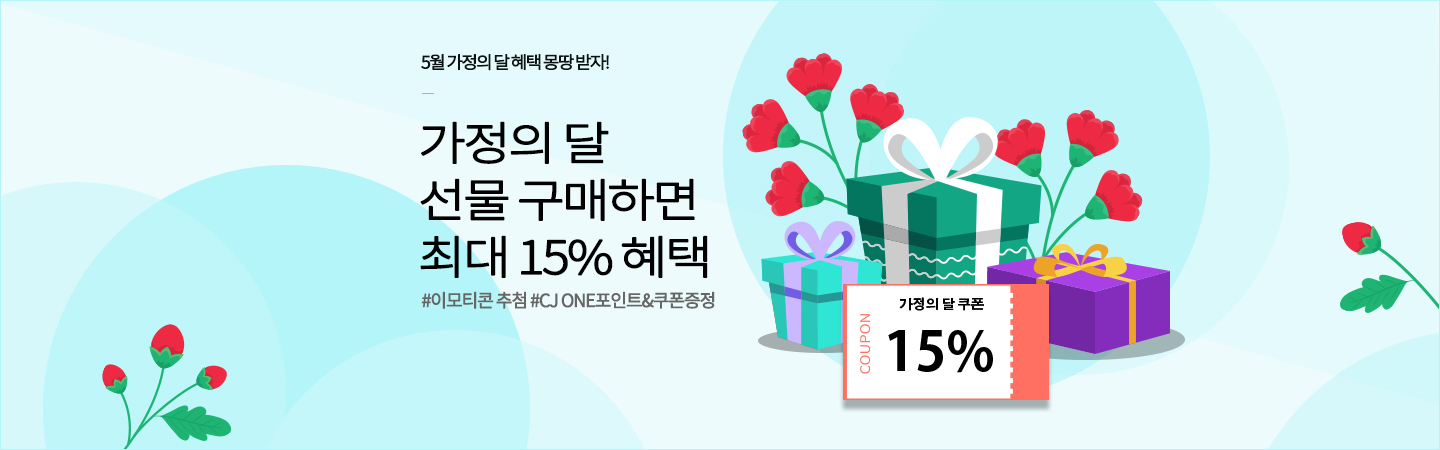 5월 가정의 달 혜택 몽땅 받자!
가정의 달
선물 구매하면
최대 15% 혜택
#이모티콘 추첨 #CJ ONE포인트&쿠폰증정
COUPON
가정의 달 쿠폰
15%